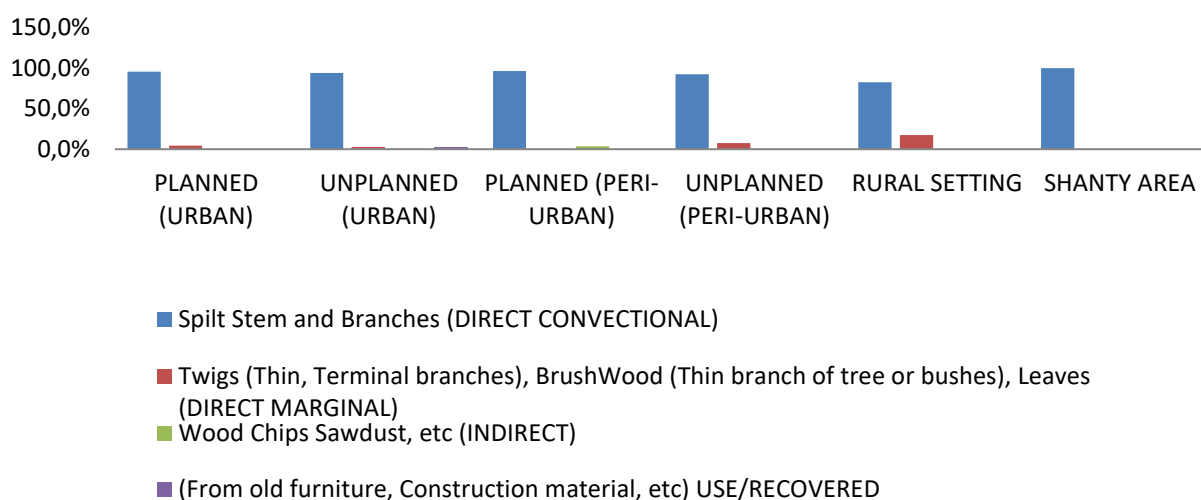 150,0%
100,0%
50,0%
0,0%
PLANNED (URBAN)
UNPLANNED (URBAN)
PLANNED (PERI-URBAN)
UNPLANNED (PERI-URBAN)
RURAL SETTING
SHANTY AREA
Spilt Stem and Branches (DIRECT CONVECTIONAL)
Twigs (Thin, Terminal branches), BrushWood (Thin branch of tree or bushes), Leaves
(DIRECT MARGINAL)
Wood Chips Sawdust, etc (INDIRECT)
(From old furniture, Construction material, etc) USE/RECOVERED